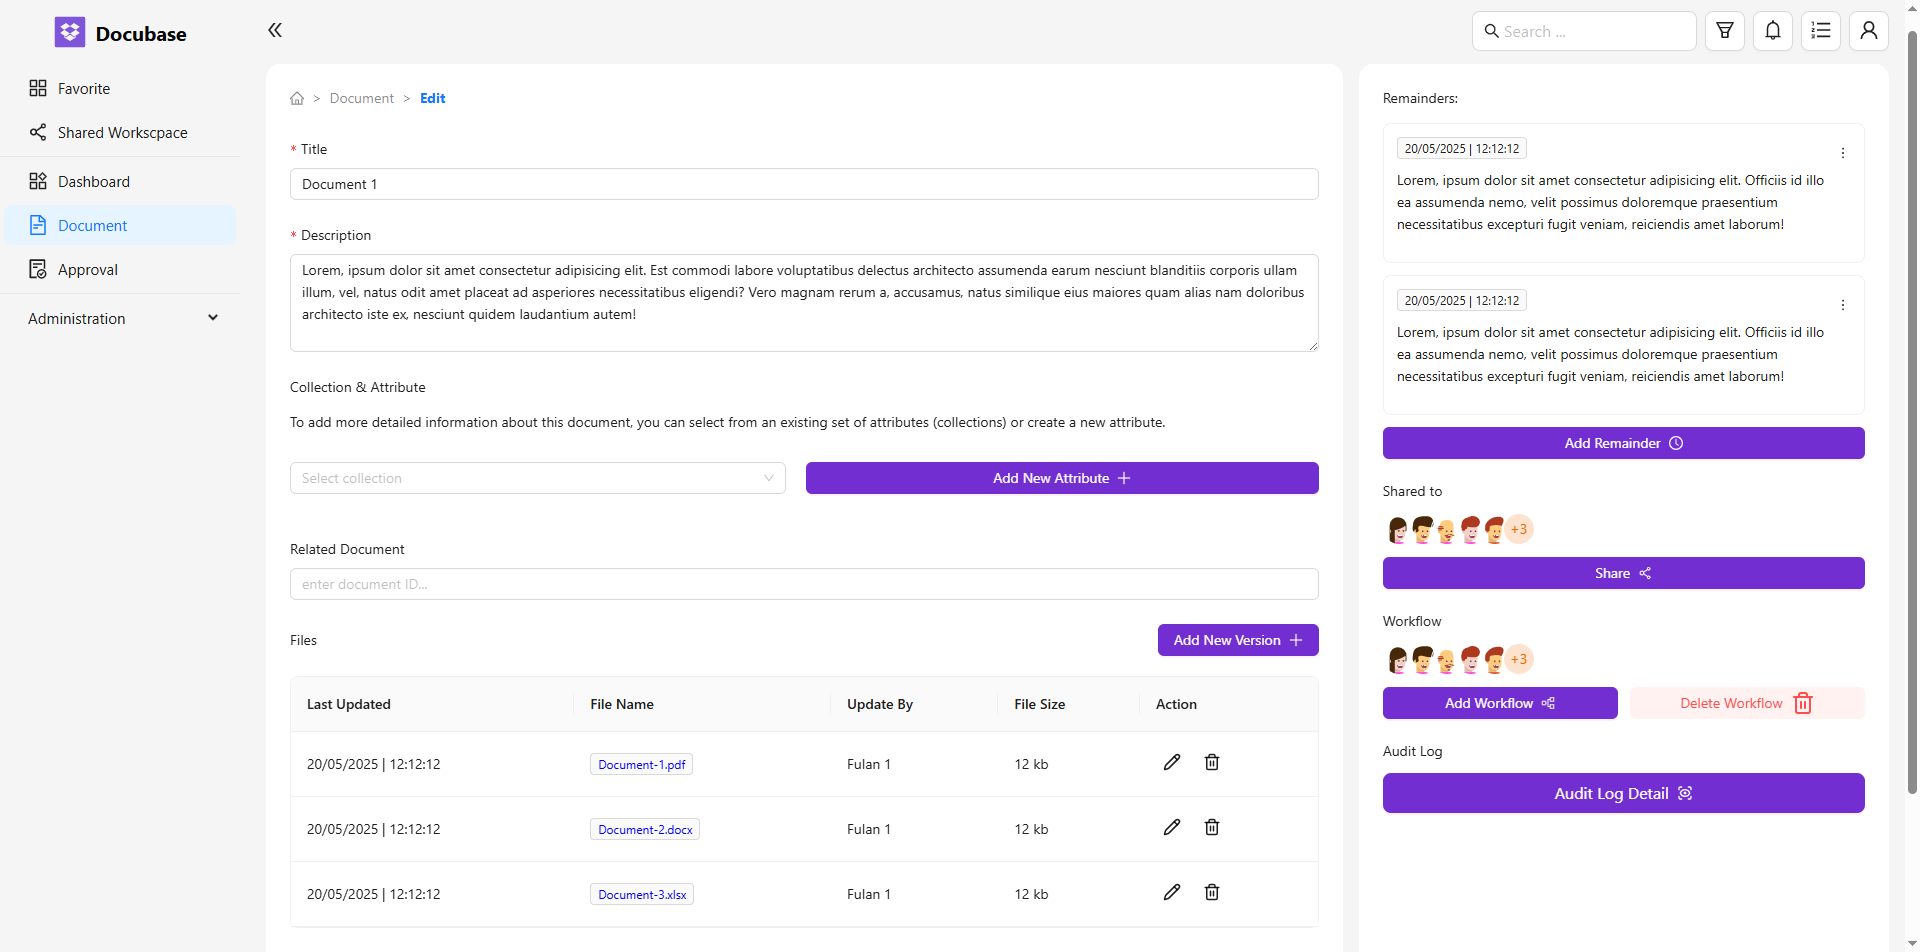 Docubase
Search ...
Favorite
Shared Workscpace
Dashboard
Document
Approval
Administration
> Document > Edit
* Title
Document 1
* Description
Lorem, ipsum dolor sit amet consectetur adipisicing elit. Est commodi labore voluptatibus delectus architecto assumenda earum nesciunt blanditiis corporis ullam
illum, vel, natus odit amet placeat ad asperiores necessitatibus eligendi? Vero magnam rerum a, accusamus, natus similique eius maiores quam alias nam doloribus
architecto iste ex, nesciunt quidem laudantium autem!
Collection & Attribute
To add more detailed information about this document, you can select from an existing set of attributes (collections) or create a new attribute.
Select collection
Add New Attribute
Related Document
enter document ID...
Files
Add New Version
Last Updated File Name Update By File Size Action
20/05/2025 | 12:12:12 Document-1.pdf Fulan 1 12 kb
20/05/2025 | 12:12:12 Document-2.docx Fulan 1 12 kb
20/05/2025 | 12:12:12 Document-3.xlsx Fulan 1 12 kb
Remainders:
20/05/2025 | 12:12:12
Lorem, ipsum dolor sit amet consectetur adipisicing elit. Officiis id illo
ea assumenda nemo, velit possimus doloremque praesentium
necessitatibus excepturi fugit veniam, reiciendis amet laborum!
20/05/2025 | 12:12:12
Lorem, ipsum dolor sit amet consectetur adipisicing elit. Officiis id illo
ea assumenda nemo, velit possimus doloremque praesentium
necessitatibus excepturi fugit veniam, reiciendis amet laborum!
Add Remainder
Shared to
+3
Share
Workflow
+3
Add Workflow
Delete Workflow
Audit Log
Audit Log Detail